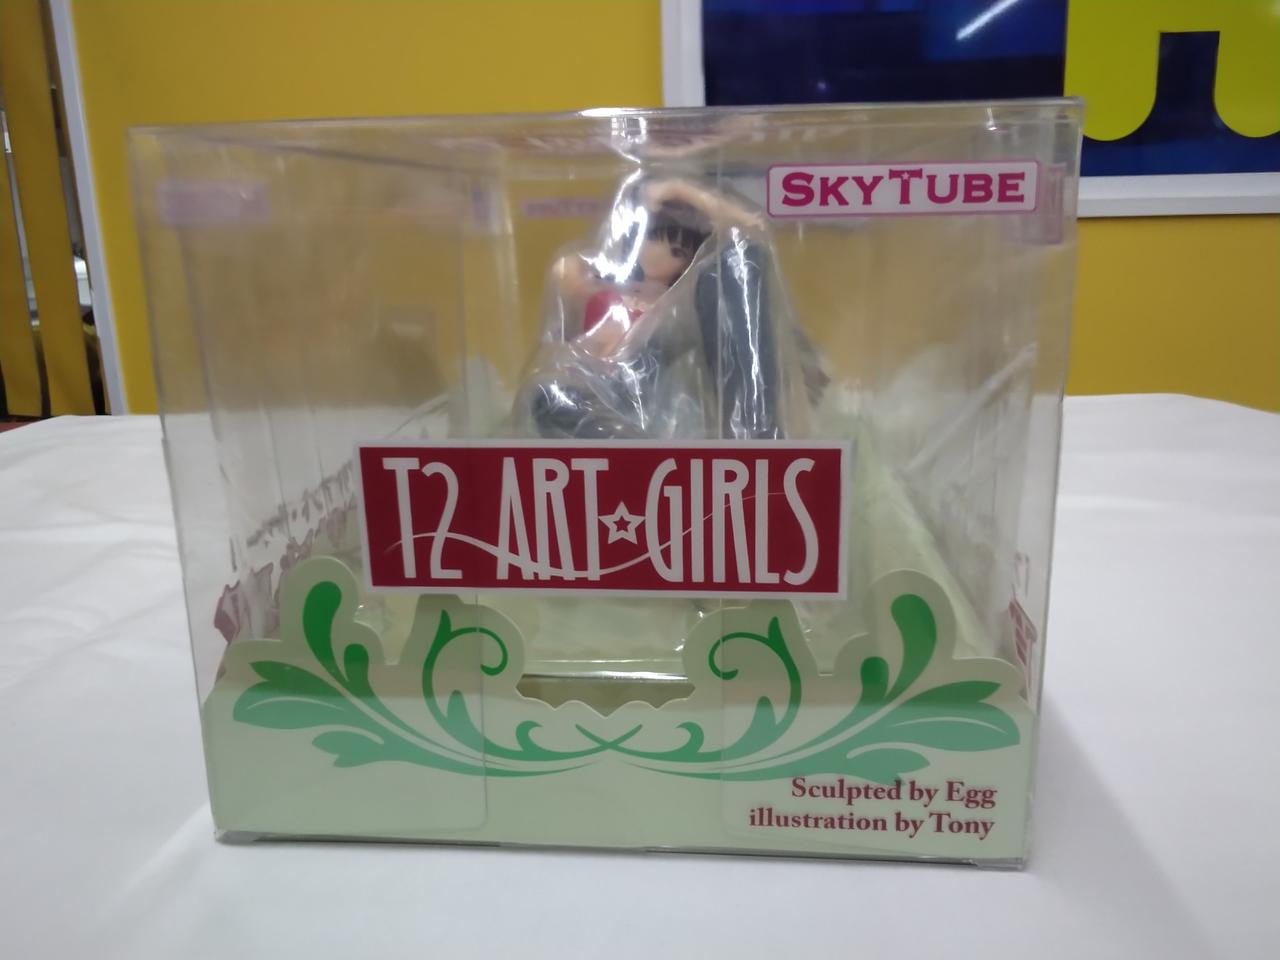 SKYTUBE
T2 ART☆GIRLS
Sculpted by Egg
illustration by Tony